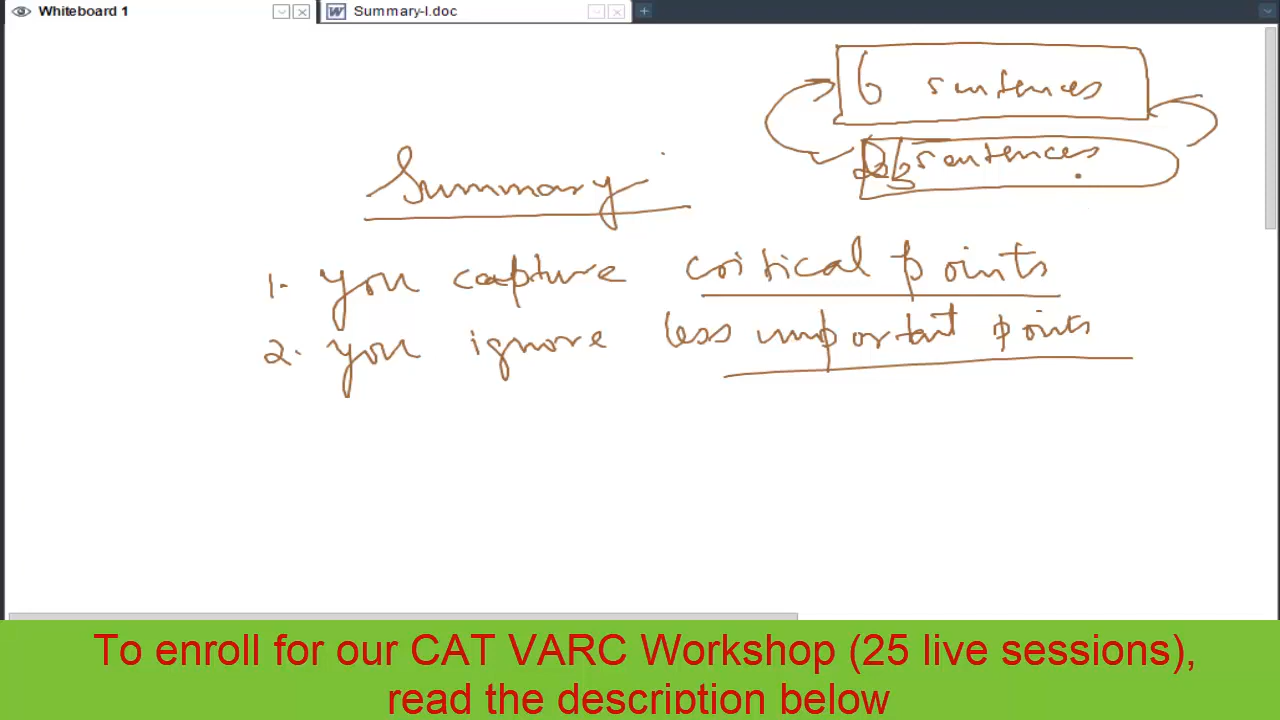 Whiteboard 1
Summary-I.doc
6 sentences
sentences
Summary
1. you capture critical points
2. you ignore less important points
To enroll for our CAT VARC Workshop (25 live sessions),
read the description below